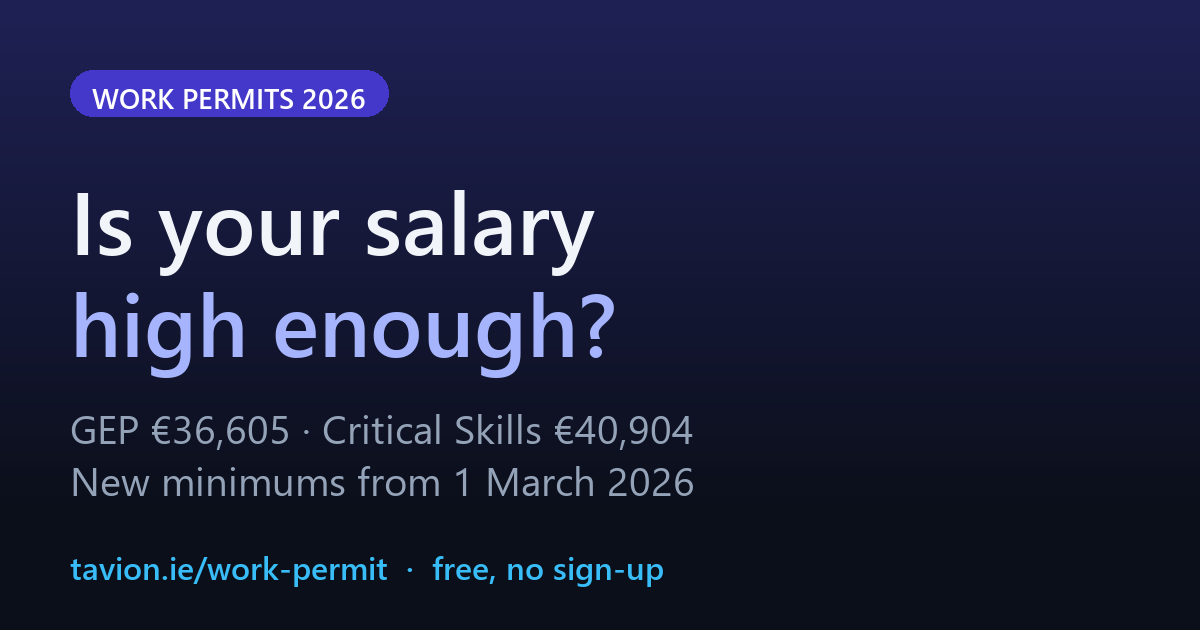 WORK PERMITS 2026
Is your salary
high enough?
GEP €36,605 · Critical Skills €40,904
New minimums from 1 March 2026
tavion.ie/work-permit · free, no sign-up